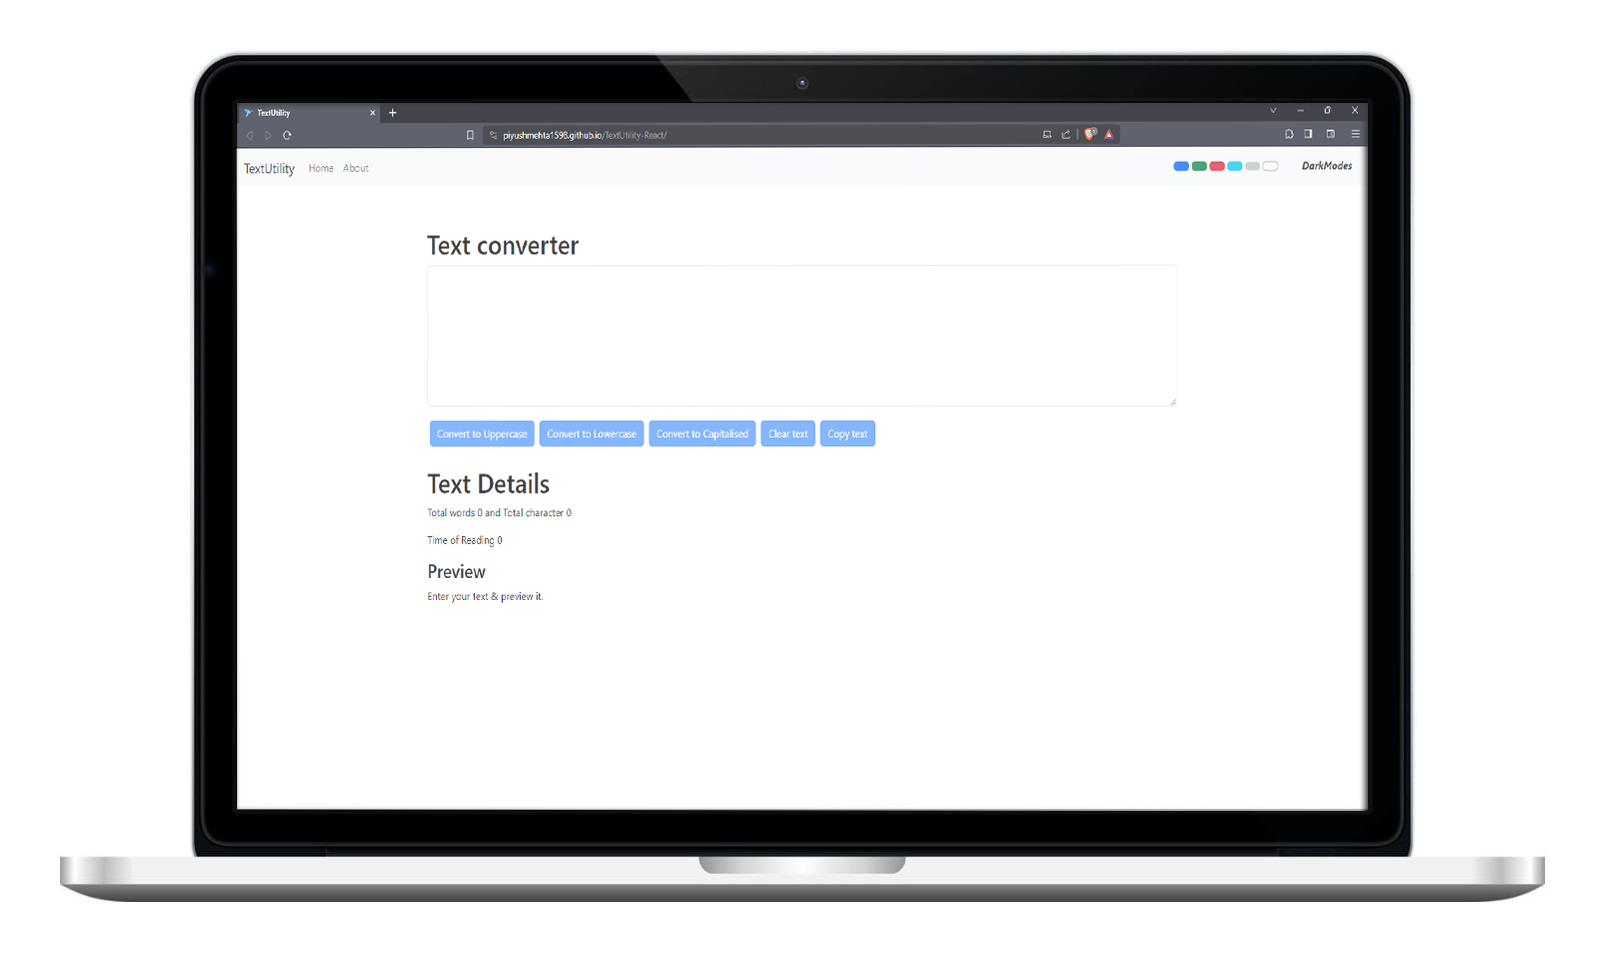 TextUtility
piyushmehta1598.github.io/TextUtility-React/
TextUtility Home About DarkModes
Text converter
Convert to Uppercase Convert to Lowercase Convert to Capitalised Clear text Copy text
Text Details
Total words 0 and Total character 0
Time of Reading 0
Preview
Enter your text & preview it.